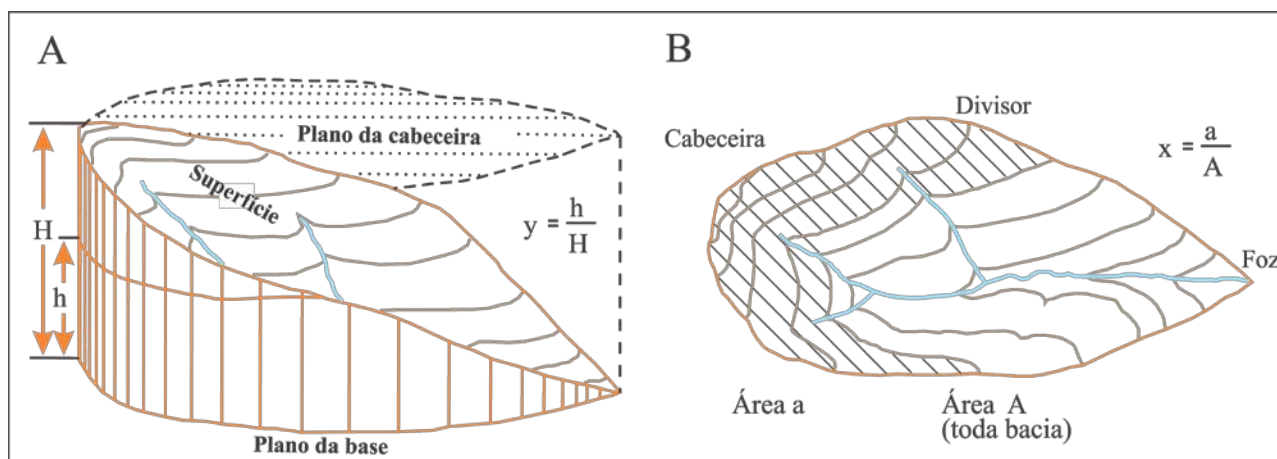 A
Plano da cabeceira
Superfície
H
h
y = h/H
Plano da base
B
Divisor
Cabeceira
x = a/A
Foz
Área a
Área A
(toda bacia)